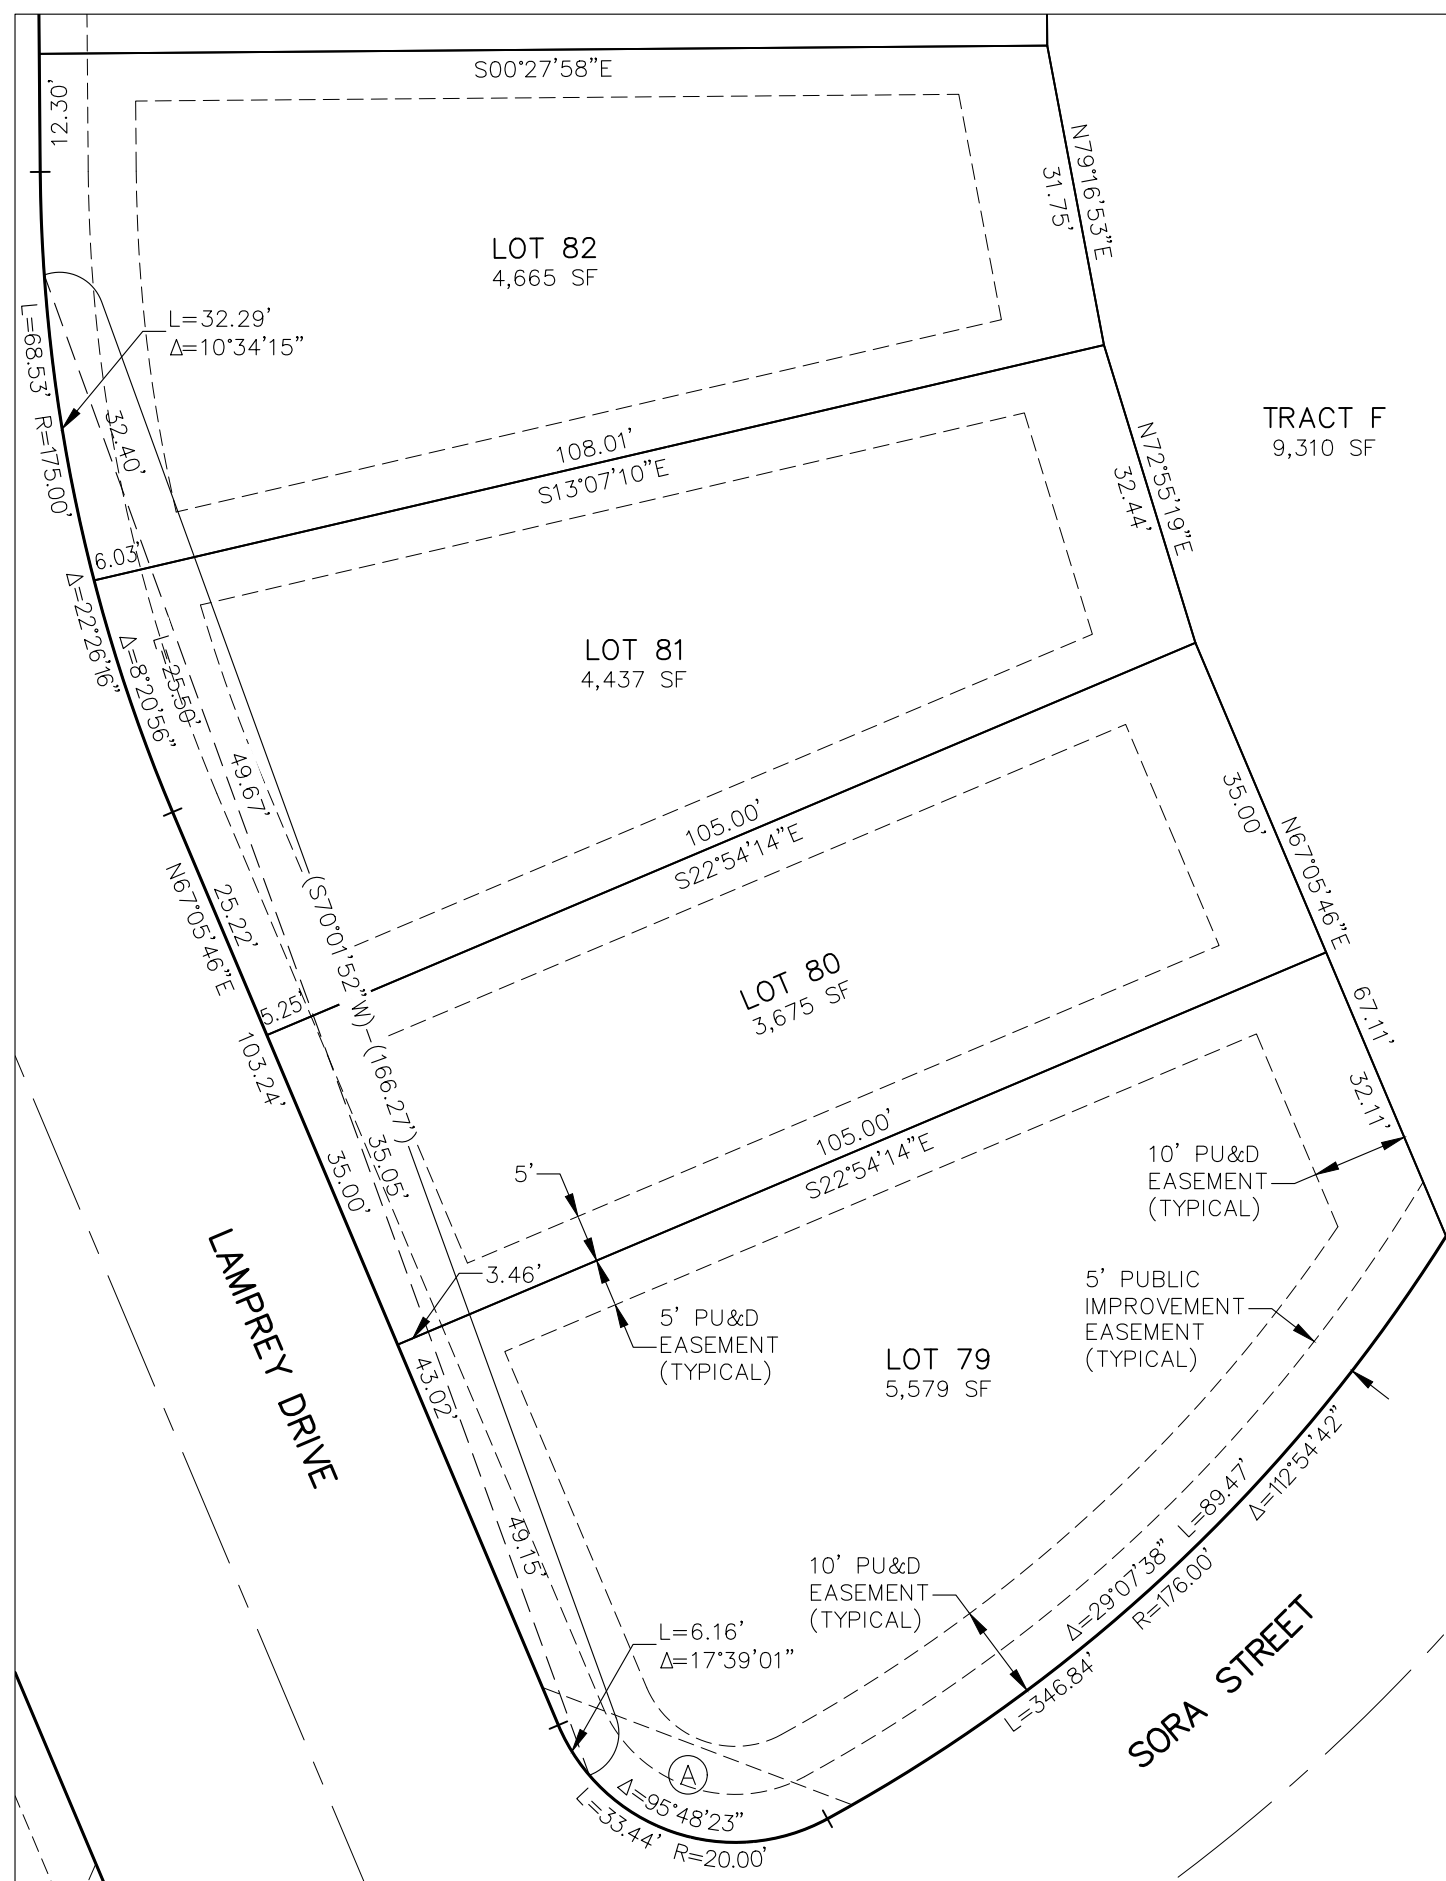 S00°27'58"E
12.30'
N79°16'53"E
31.75'
LOT 82
4,665 SF
L=32.29'
Δ=10°34'15"
L=68.53' R=175.00'
Δ=22°26'16"
32.40'
108.01'
S13°07'10"E
TRACT F
9,310 SF
N72°55'19"E
32.44'
6.03'
Δ=8°20'56"
L=25.50'
LOT 81
4,437 SF
49.67'
105.00'
S22°54'14"E
35.00'
N67°05'46"E
N67°05'46"E
25.22'
(S70°01'52"W)
(166.27')
LOT 80
3,675 SF
5.25'
103.24'
67.11'
32.11'
35.00'
35.05'
105.00'
S22°54'14"E
5'
10' PU&D
EASEMENT
(TYPICAL)
3.46'
5' PU&D
EASEMENT
(TYPICAL)
5' PUBLIC
IMPROVEMENT
EASEMENT
(TYPICAL)
LAMPREY DRIVE
LOT 79
5,579 SF
43.02'
49.15'
Δ=29°07'38" L=89.47'
Δ=112°54'42"
R=176.00'
L=346.84'
10' PU&D
EASEMENT
(TYPICAL)
L=6.16'
Δ=17°39'01"
SORA STREET
A
Δ=95°48'23"
L=33.44' R=20.00'